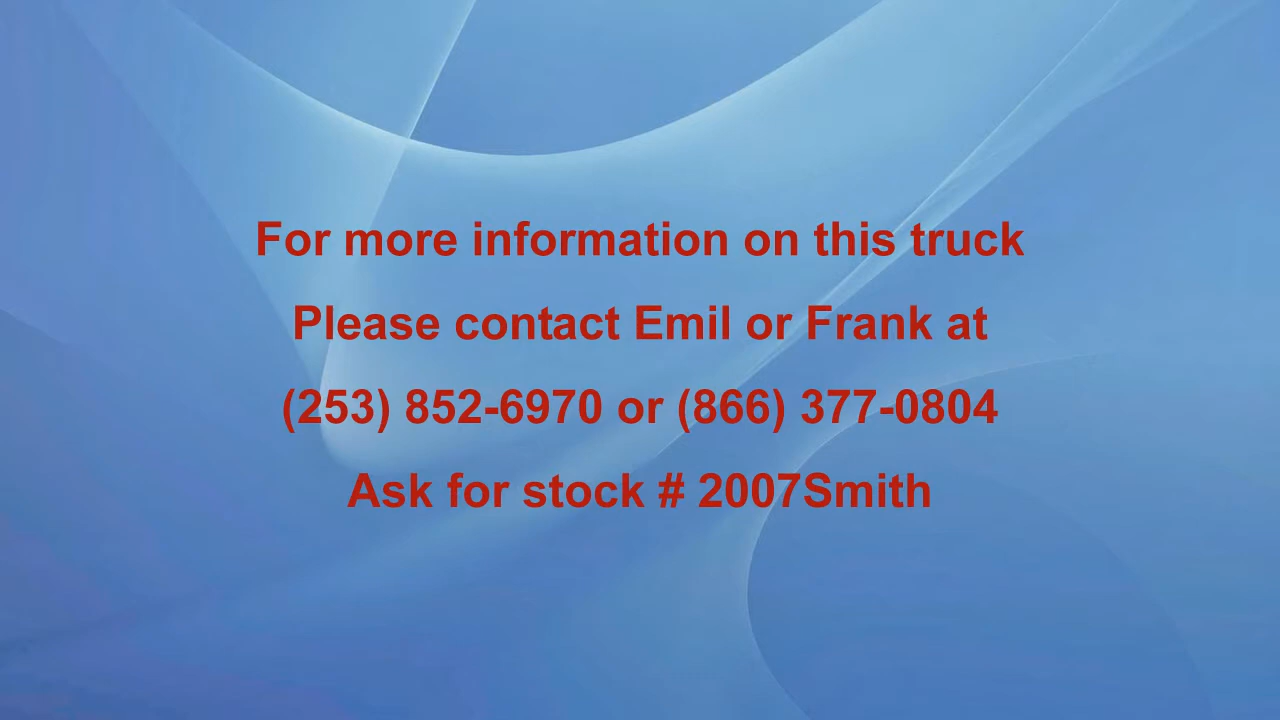 For more information on this truck
Please contact Emil or Frank at
(253) 852-6970 or (866) 377-0804
Ask for stock # 2007Smith